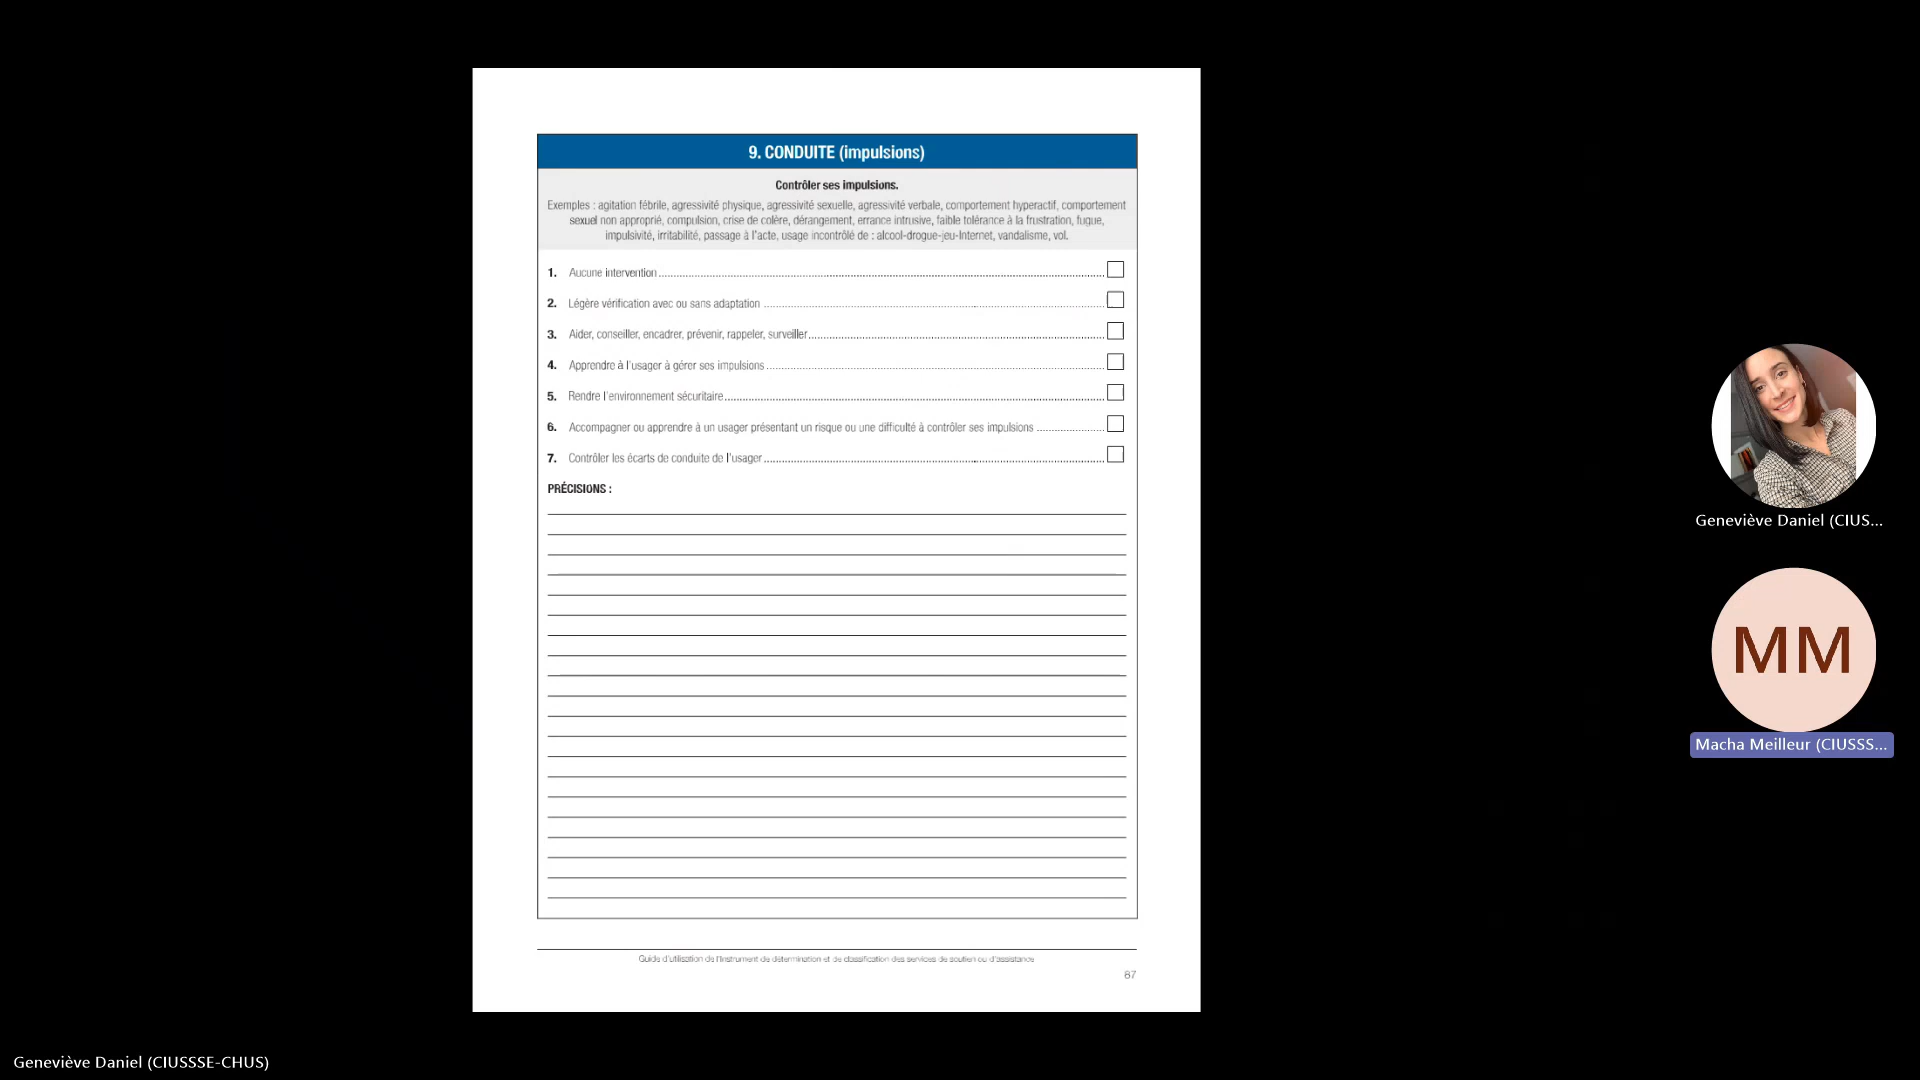 9. CONDUITE (impulsions)
Contrôler ses impulsions.
Exemples : agitation fébrile, agressivité physique, agressivité sexuelle, agressivité verbale, comportement hyperactif, comportement
sexuel non approprié, compulsion, crise de colère, dérangement, errance intrusive, faible tolérance à la frustration, fugue,
impulsivité, irritabilité, passage à l'acte, usage incontrôlé de : alcool-drogue-jeu-Internet, vandalisme, vol.
1. Aucune intervention
2. Légère vérification avec ou sans adaptation
3. Aider, conseiller, encadrer, prévenir, rappeler, surveiller
4. Apprendre à l'usager à gérer ses impulsions
5. Rendre l'environnement sécuritaire
6. Accompagner ou apprendre à un usager présentant un risque ou une difficulté à contrôler ses impulsions
7. Contrôler les écarts de conduite de l'usager
PRÉCISIONS :
Guide d'utilisation de l'Instrument de détermination et de classification des services de soutien ou d'assistance
67
Geneviève Daniel (CIUS...
MM
Macha Meilleur (CIUSSS...
Geneviève Daniel (CIUSSSE-CHUS)